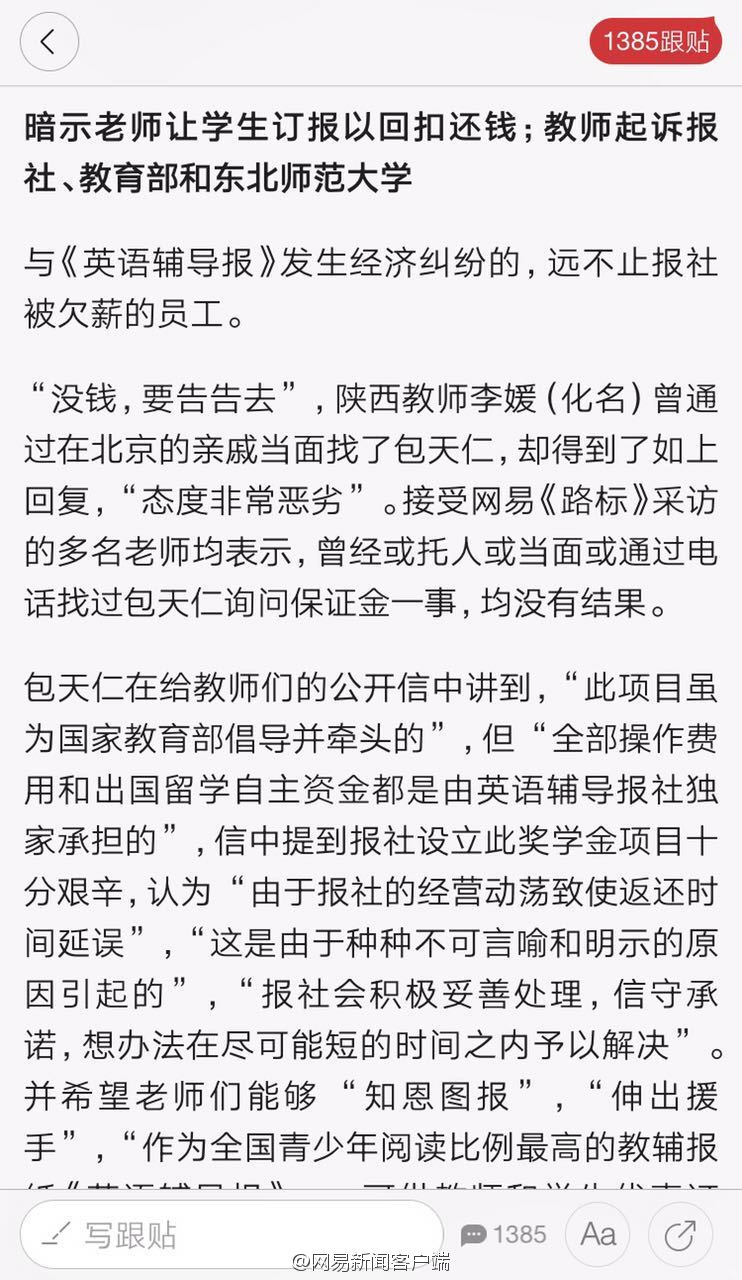 1385跟贴
暗示老师让学生订报以回扣还钱；教师起诉报
社、教育部和东北师范大学
与《英语辅导报》发生经济纠纷的，远不止报社
被欠薪的员工。
“没钱，要告告去”，陕西教师李媛（化名）曾通
过在北京的亲戚当面找了包天仁，却得到了如上
回复，“态度非常恶劣”。接受网易《路标》采访
的多名老师均表示，曾经或托人或当面或通过电
话找过包天仁询问保证金一事，均没有结果。
包天仁在给教师们的公开信中讲到，“此项目虽
为国家教育部倡导并牵头的”，但“全部操作费
用和出国留学自主资金都是由英语辅导报社独
家承担的”，信中提到报社设立此奖学金项目十
分艰辛，认为“由于报社的经营动荡致使返还时
间延误”，“这是由于种种不可言喻和明示的原
因引起的”，“报社会积极妥善处理，信守承
诺，想办法在尽可能短的时间之内予以解决”。
并希望老师们能够“知恩图报”，“伸出援
手”，“作为全国青少年阅读比例最高的教辅报
写跟贴
1385
Aa
@网易新闻客户端